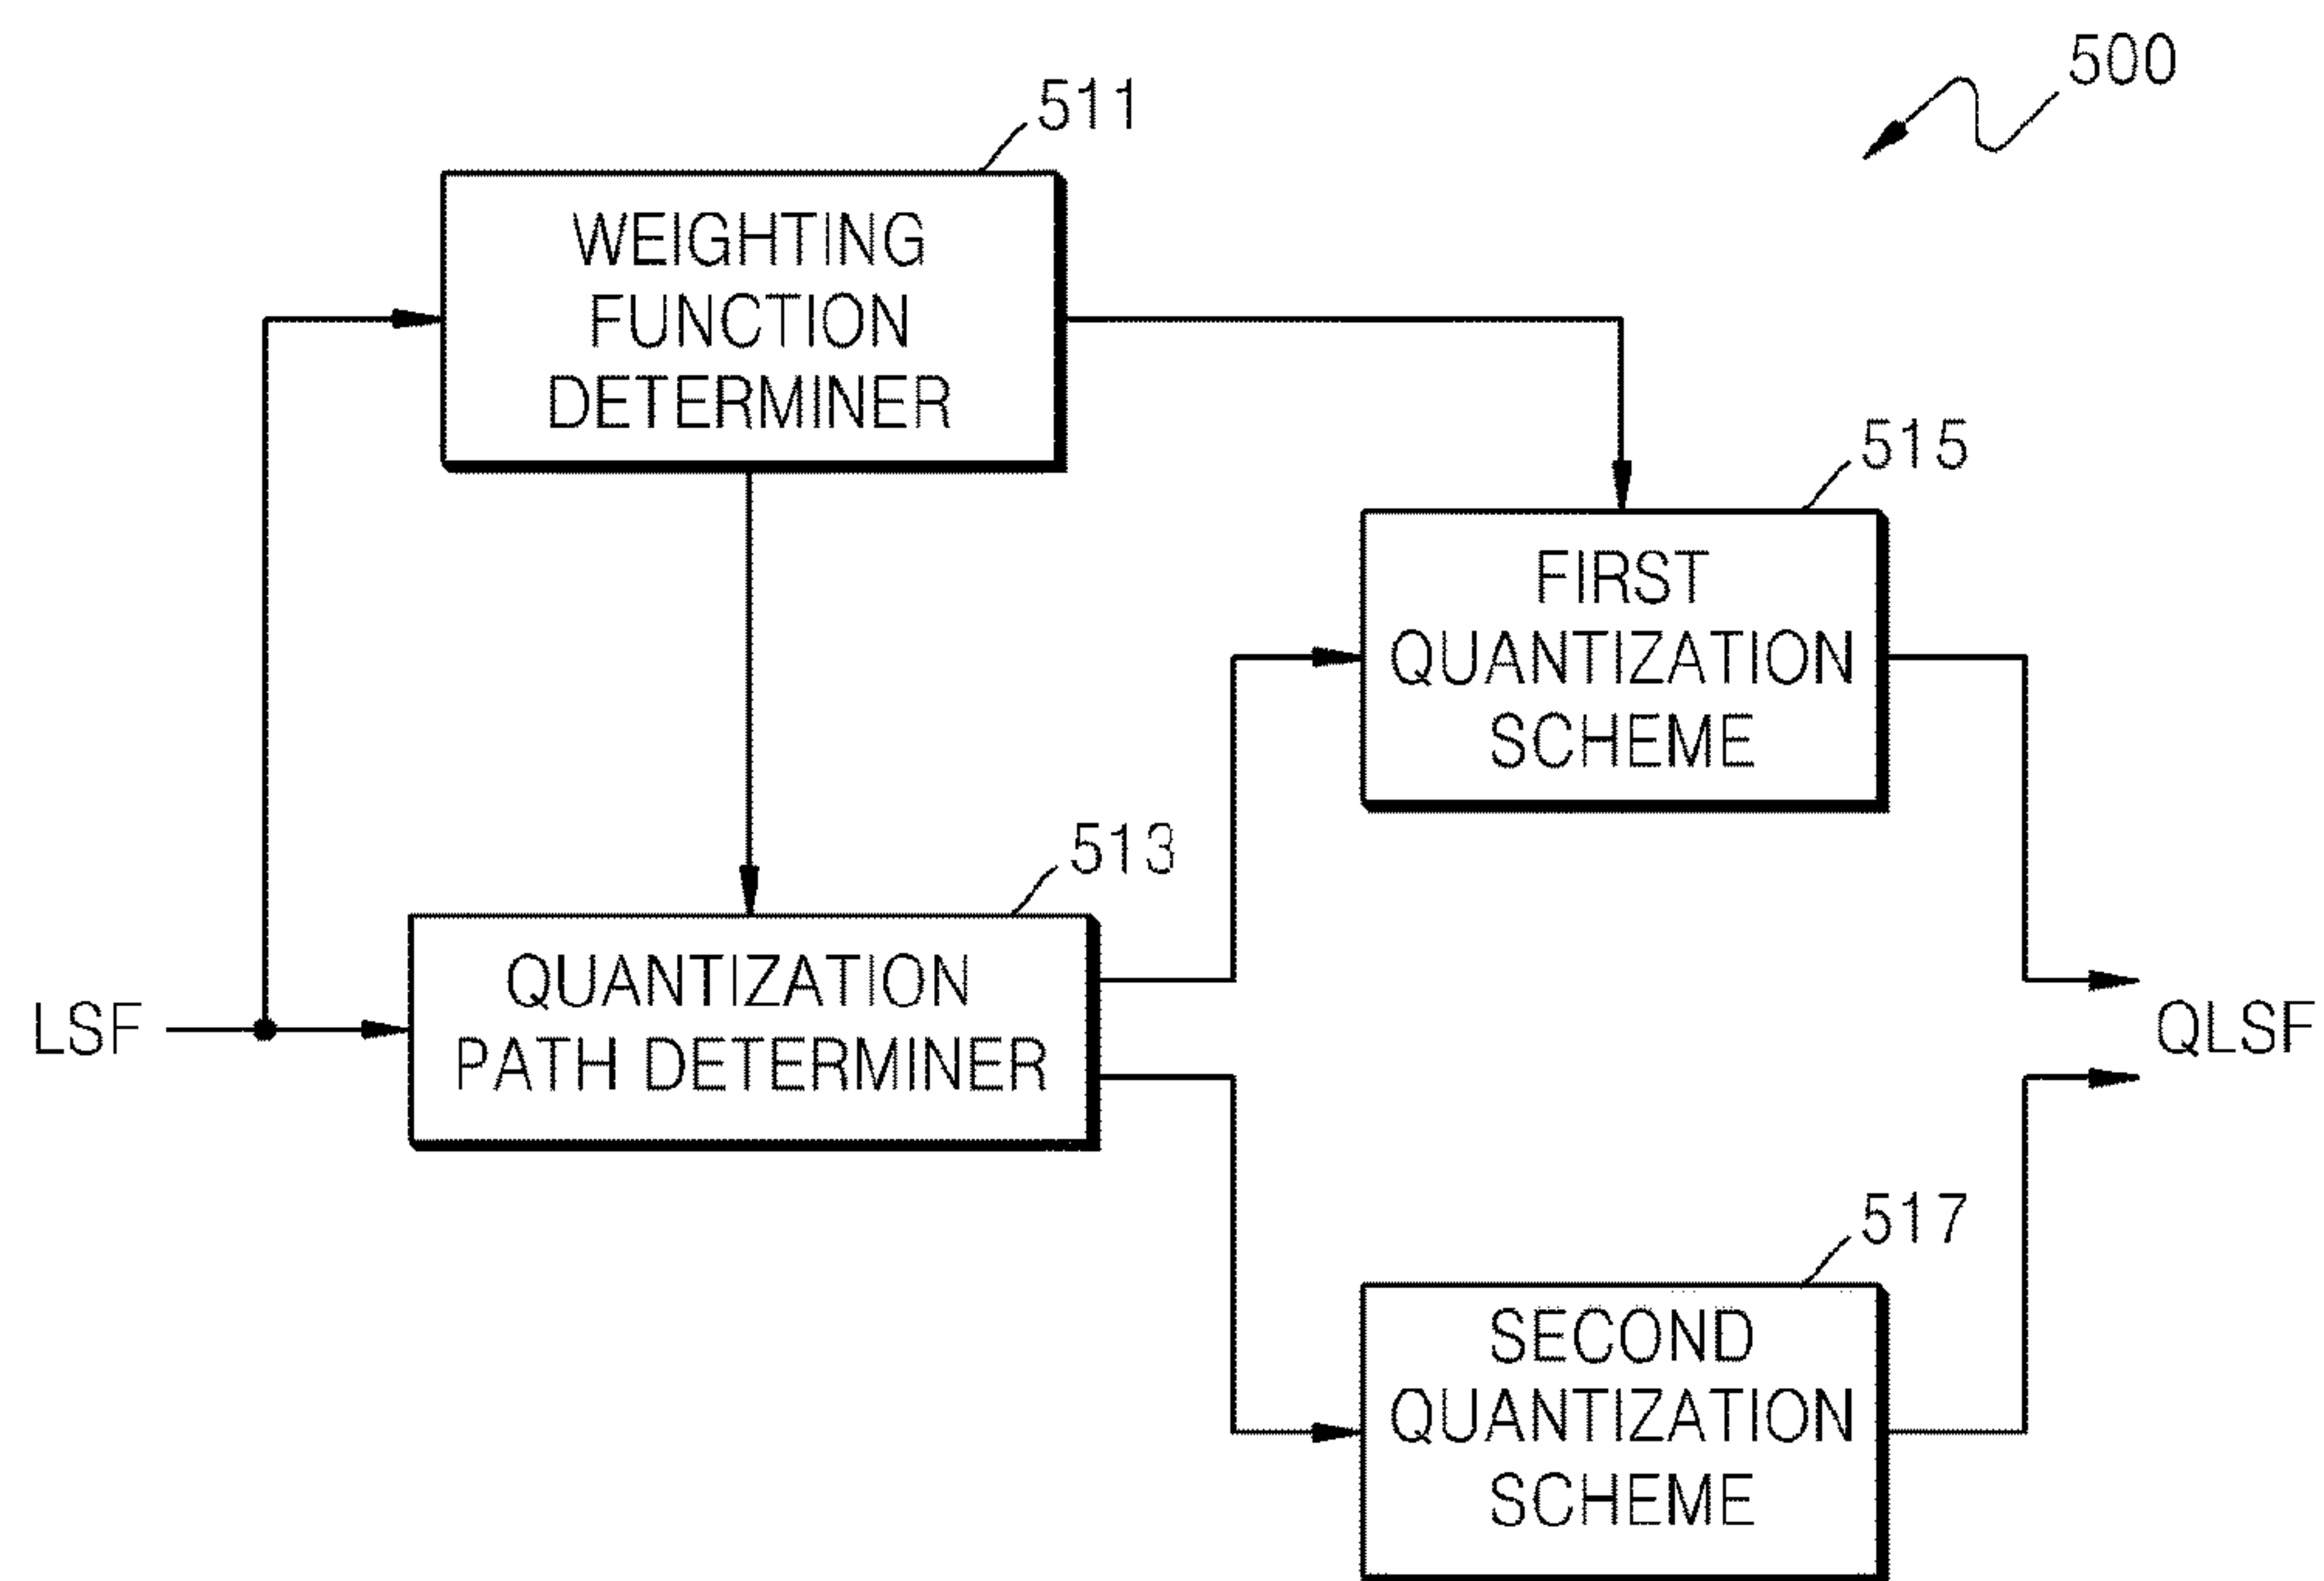 500
511
WEIGHTING
FUNCTION
DETERMINER
515
FIRST
QUANTIZATION
SCHEME
513
QUANTIZATION
PATH DETERMINER
LSF
QLSF
517
SECOND
QUANTIZATION
SCHEME